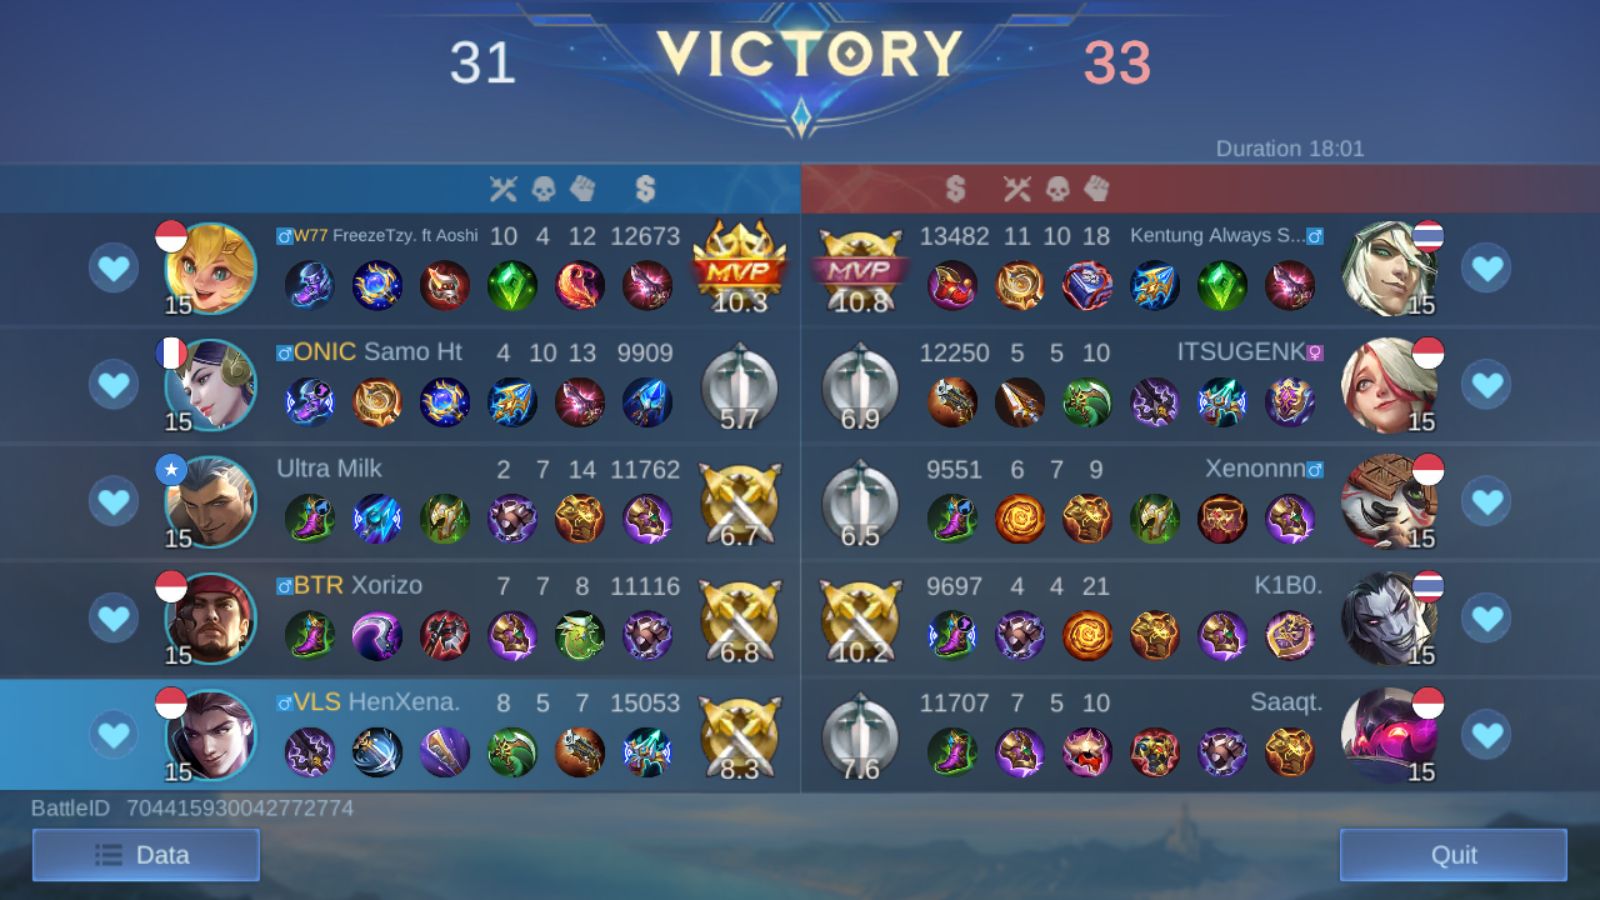 31 VICTORY 33
Duration 18:01
W77 FreezeTzy. ft Aoshi 10 4 12 12673
15
MVP 10.3
MVP 10.8
13482 11 10 18 Kentung Always S...
15
ONIC Samo Ht 4 10 13 9909
15
5.7
6.9
12250 5 5 10 ITSUGENK
15
Ultra Milk 2 7 14 11762
15
6.7
6.5
9551 6 7 9 Xenonnn
15
BTR Xorizo 7 7 8 11116
15
6.8
10.2
9697 4 4 21 K1B0.
15
VLS HenXena. 8 5 7 15053
15
8.3
7.6
11707 7 5 10 Saaqt.
15
BattleID 704415930042772774
Data
Quit